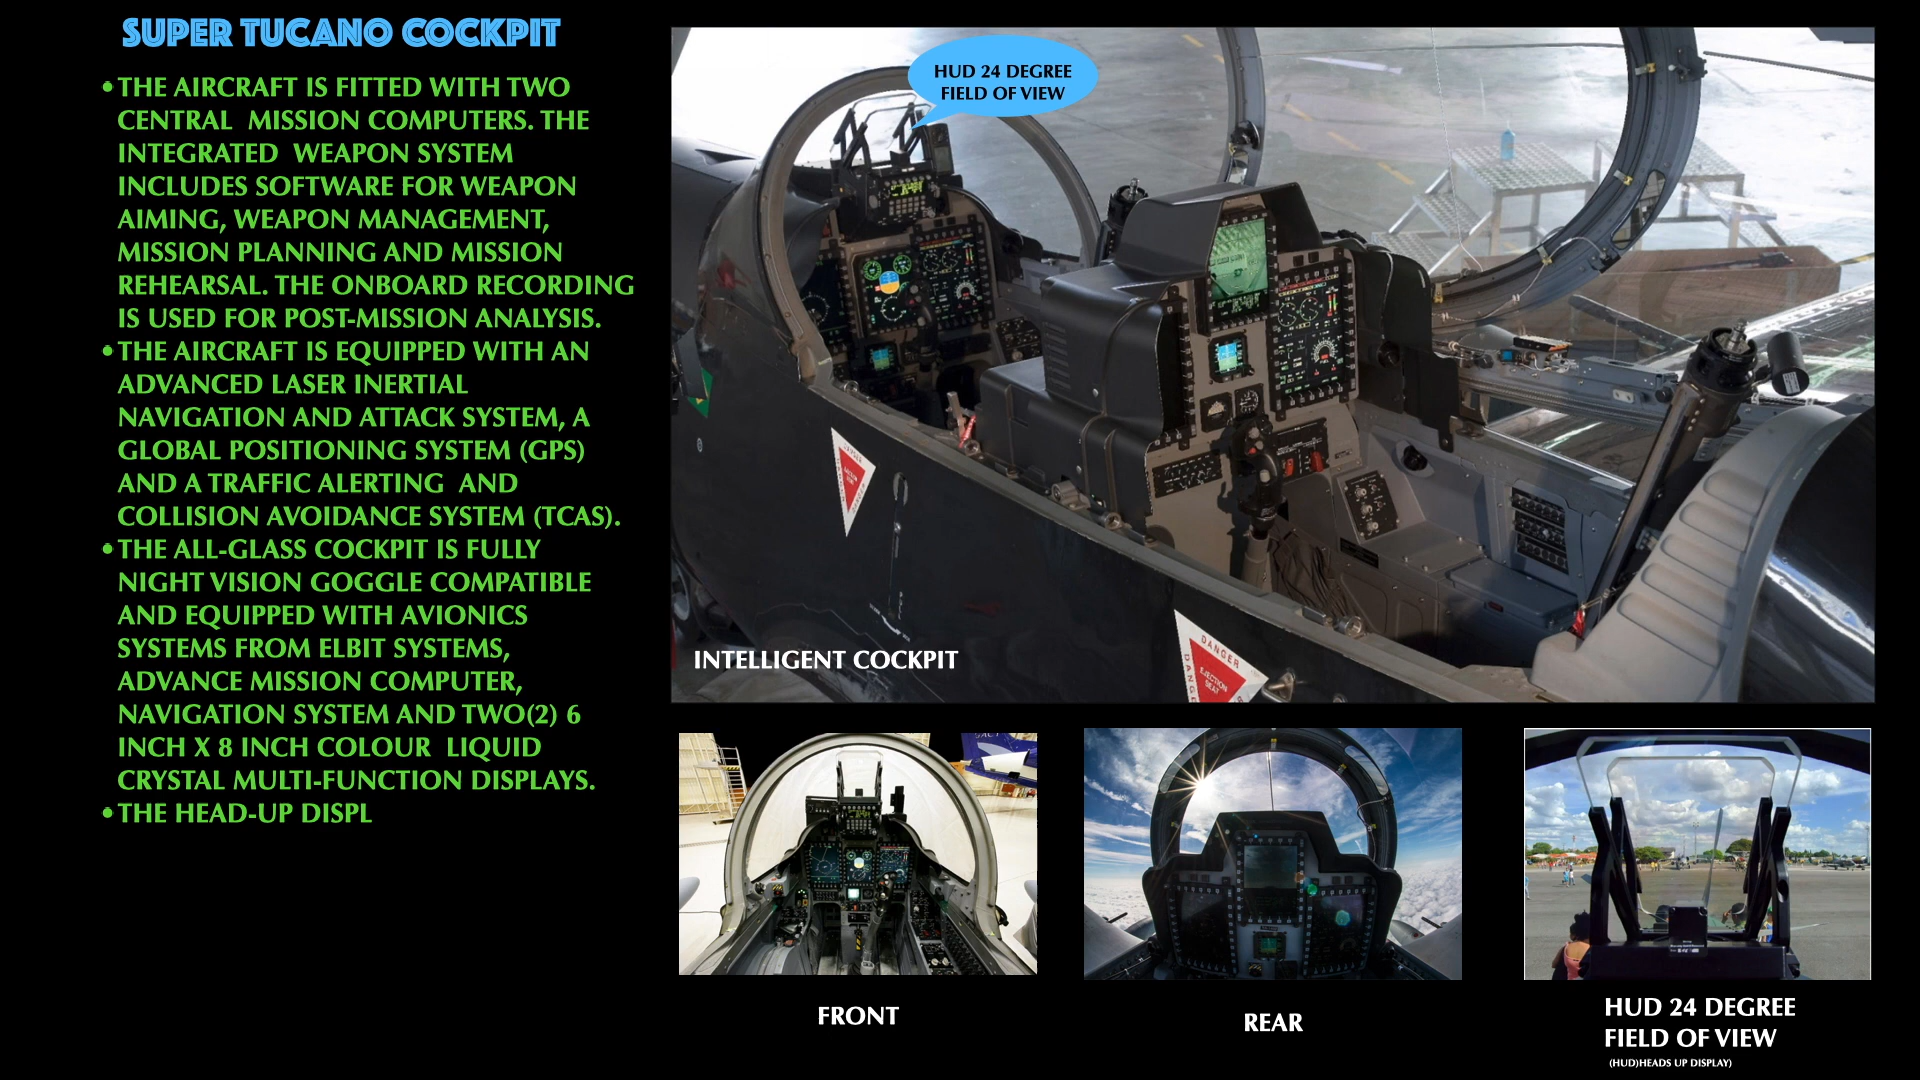 SUPER TUCANO COCKPIT
•THE AIRCRAFT IS FITTED WITH TWO
CENTRAL  MISSION COMPUTERS. THE
INTEGRATED  WEAPON SYSTEM
INCLUDES SOFTWARE FOR WEAPON
AIMING, WEAPON MANAGEMENT,
MISSION PLANNING AND MISSION
REHEARSAL. THE ONBOARD RECORDING
IS USED FOR POST-MISSION ANALYSIS.
•THE AIRCRAFT IS EQUIPPED WITH AN
ADVANCED LASER INERTIAL
NAVIGATION AND ATTACK SYSTEM, A
GLOBAL POSITIONING SYSTEM (GPS)
AND A TRAFFIC ALERTING  AND
COLLISION AVOIDANCE SYSTEM (TCAS).
•THE ALL-GLASS COCKPIT IS FULLY
NIGHT VISION GOGGLE COMPATIBLE
AND EQUIPPED WITH AVIONICS
SYSTEMS FROM ELBIT SYSTEMS,
ADVANCE MISSION COMPUTER,
NAVIGATION SYSTEM AND TWO(2) 6
INCH X 8 INCH COLOUR  LIQUID
CRYSTAL MULTI-FUNCTION DISPLAYS.
•THE HEAD-UP DISPL
HUD 24 DEGREE
FIELD OF VIEW
INTELLIGENT COCKPIT
DANGER
EJECTION
SEAT
FRONT
REAR
HUD 24 DEGREE
FIELD OF VIEW
(HUD)HEADS UP DISPLAY)